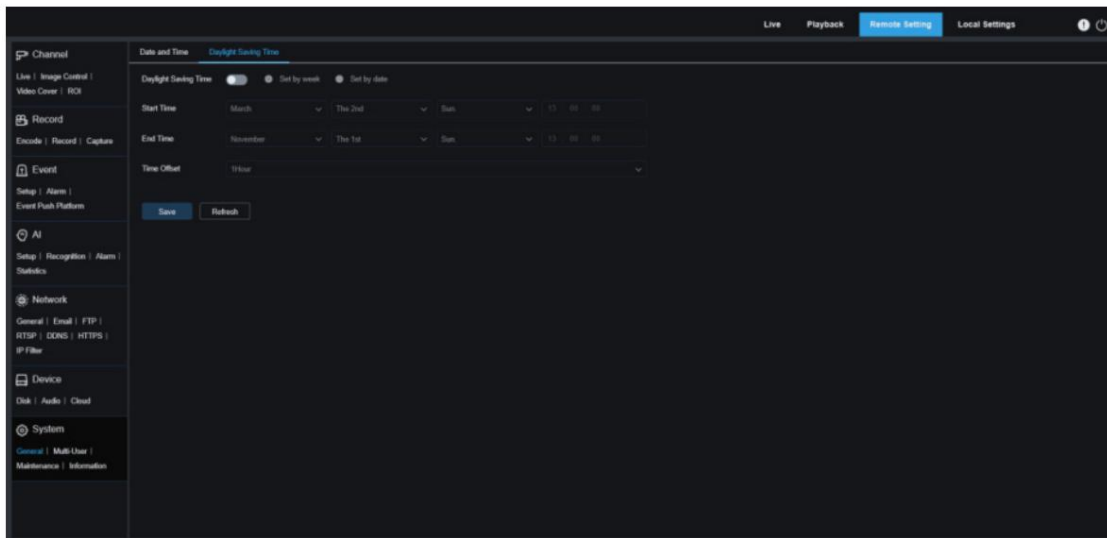 Live Playback Remote Setting Local Settings
Channel
Live | Image Control |
Video Cover | ROI
Record
Encode | Record | Capture
Event
Setup | Alarm |
Event Push Platform
AI
Setup | Recognition | Alarm |
Statistics
Network
General | Email | FTP |
RTSP | DDNS | HTTPS |
IP Filter
Device
Disk | Audio | Cloud
System
General | Multi-User |
Maintenance | Information
Date and Time Daylight Saving Time
Daylight Saving Time Set by week Set by date
Start Time March The 2nd Sun.
End Time November The 1st Sun.
Time Offset 1Hour
Save Refresh